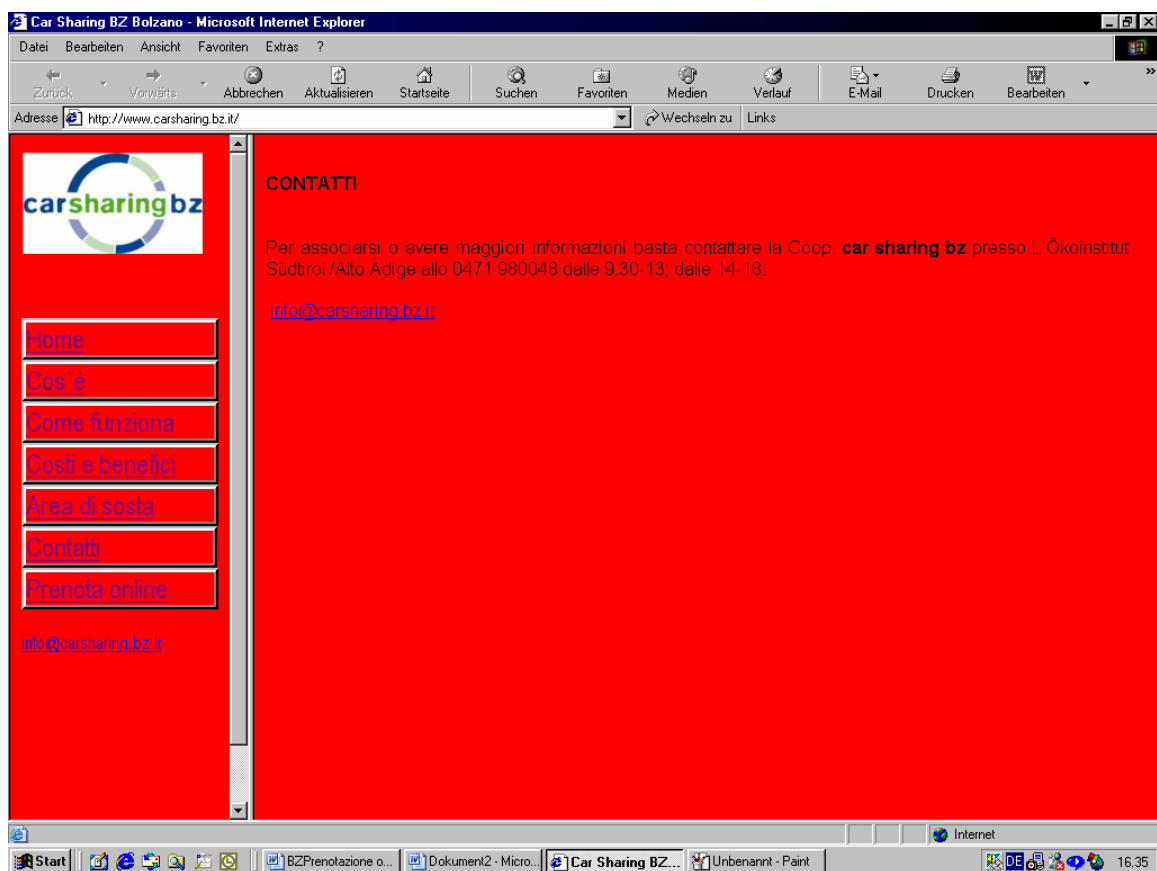 Car Sharing BZ Bolzano - Microsoft Internet Explorer
Datei Bearbeiten Ansicht Favoriten Extras ?
Zurück Vorwärts Abbrechen Aktualisieren Startseite Suchen Favoriten Medien Verlauf E-Mail Drucken Bearbeiten »
Adresse http://www.carsharing.bz.it/ Wechseln zu Links
carsharingbz
Home
Cos´è
Come funziona
Costi e benefici
Area di sosta
Contatti
Prenota online
info@carsharing.bz.it
CONTATTI
Per associarsi o avere maggiori informazioni basta contattare la Coop. car sharing bz presso L´Ökoinstitut
Südtirol /Alto Adige allo 0471 980048 dalle 9.30-13; dalle 14-18.
info@carsharing.bz.it
Internet
Start BZPrenotazione o... Dokument2 - Micro... Car Sharing BZ... Unbenannt - Paint DE 16.35